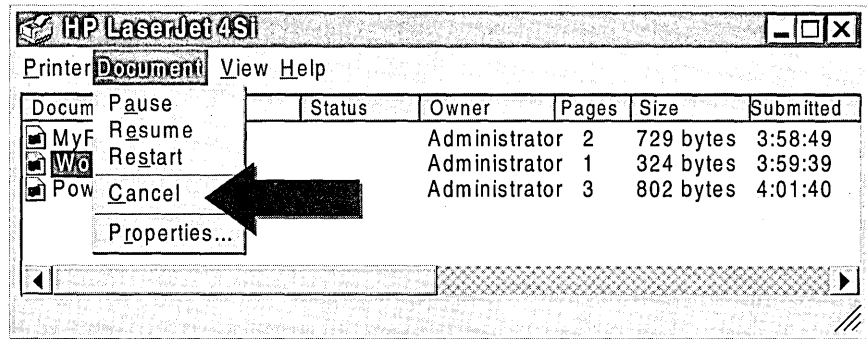 HP LaserJet 4Si
Printer Document View Help
Docum Status Owner Pages Size Submitted
Pause
Resume
Restart
Cancel
Properties...
MyF Administrator 2 729 bytes 3:58:49
Wo Administrator 1 324 bytes 3:59:39
Pow Administrator 3 802 bytes 4:01:40